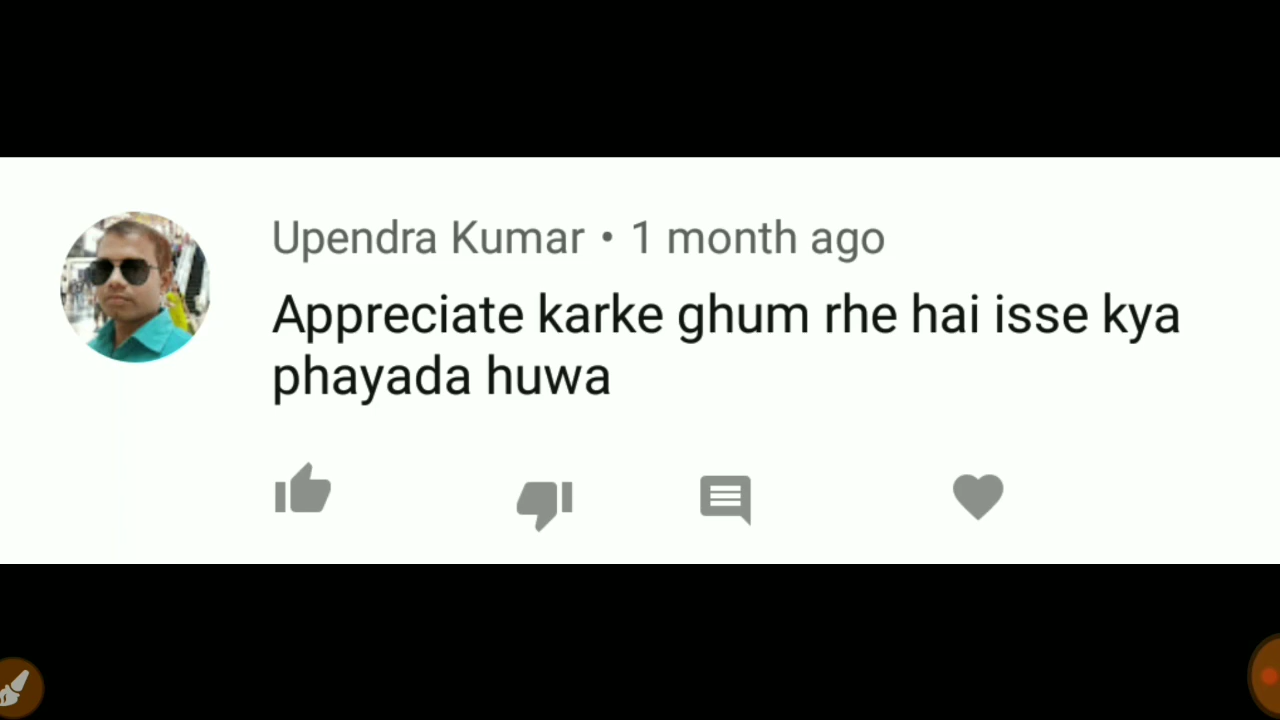 Upendra Kumar • 1 month ago
Appreciate karke ghum rhe hai isse kya
phayada huwa